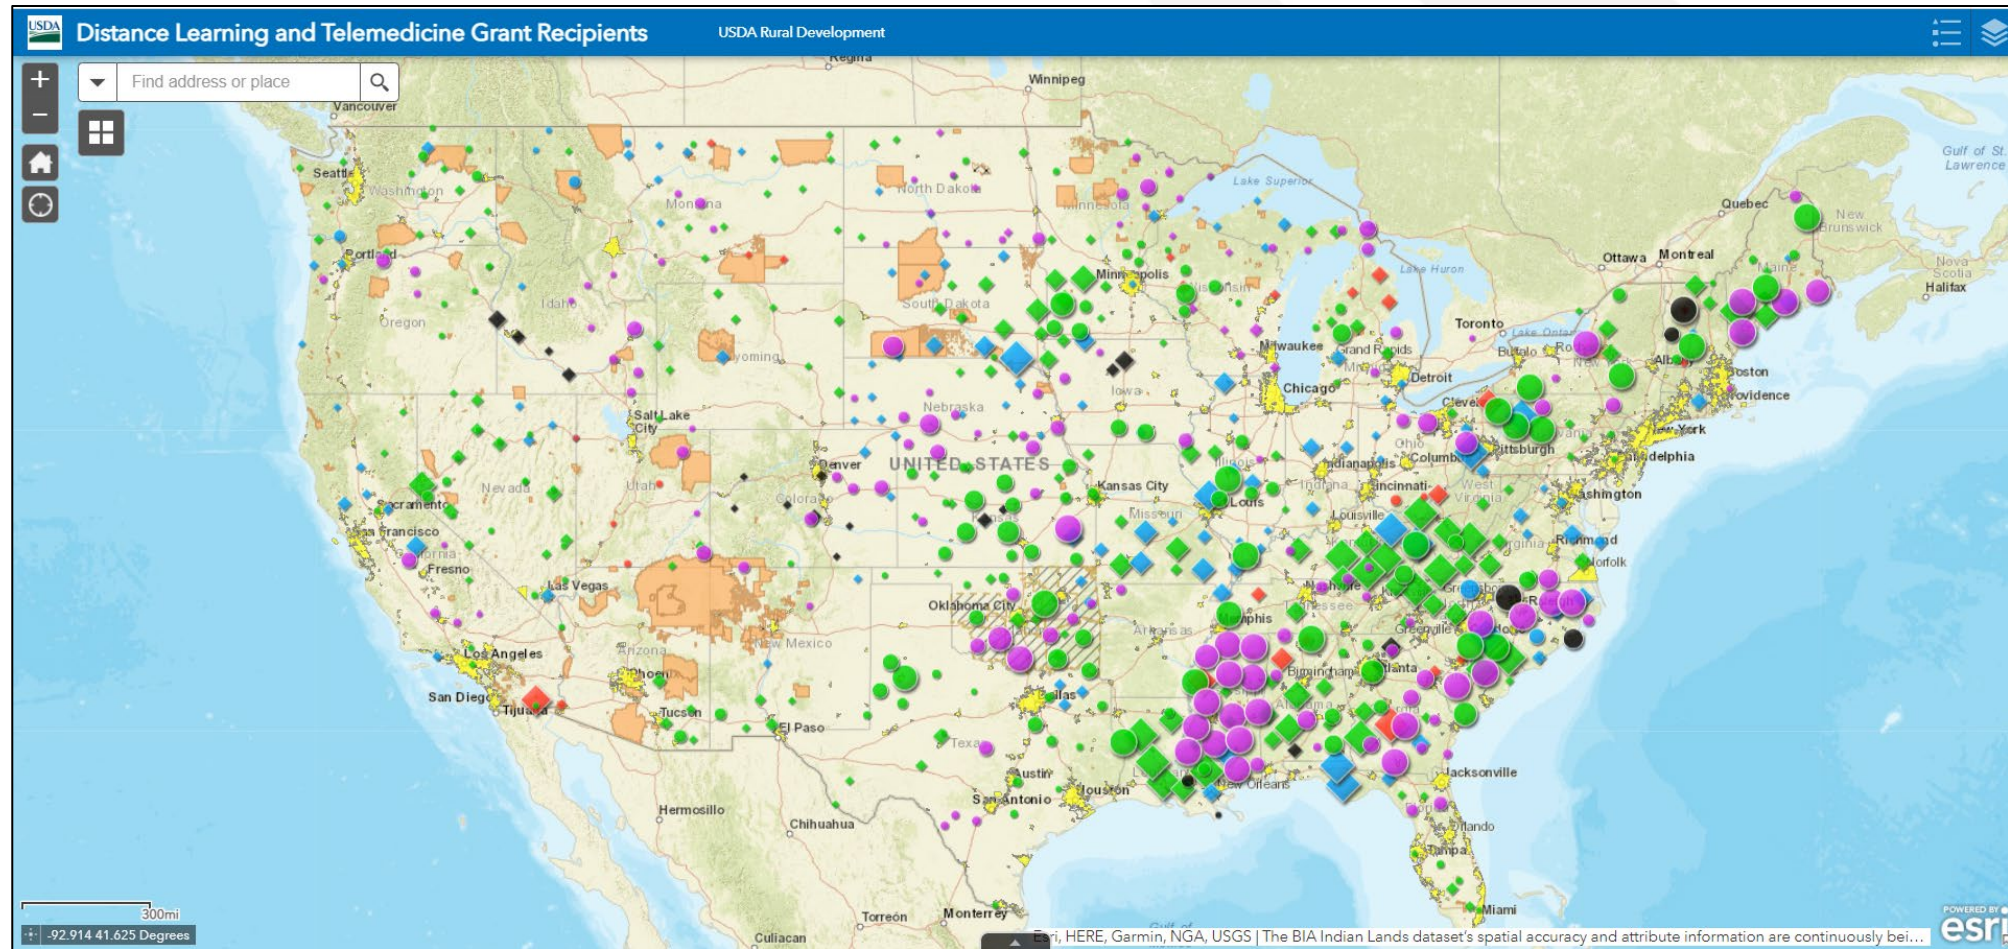 USDA
Distance Learning and Telemedicine Grant Recipients
USDA Rural Development
Find address or place
Regina
Winnipeg
Vancouver
Gulf of St.
Lawrence
Seattle
Washington
North Dakota
Lake Superior
Montana
Minnesota
Quebec
New
Brunswick
Portland
Ottawa
Montreal
Maine
Nova
Scotia
Halifax
Minneapolis
Lake Huron
Wisconsin
Idaho
South Dakota
Oregon
Toronto
Lake Ontario
Milwaukee
Grand Rapids
Buffalo
Wyoming
Detroit
Boston
Chicago
Iowa
Providence
Nebraska
Salt Lake
City
New York
Ohio
Denver
UNITED STATES
Illinois
Indianapolis
Columbus
Pittsburgh
Philadelphia
Utah
Nevada
Kansas City
Indiana
Cincinnati
West
Virginia
Washington
Sacramento
Colorado
Kansas
Missouri
St Louis
Louisville
San Francisco
California
Virginia
Richmond
Fresno
Norfolk
Las Vegas
Nashville
Tennessee
Oklahoma City
Memphis
Arkansas
New Mexico
Arizona
Los Angeles
Atlanta
Birmingham
Phoenix
San Diego
Dallas
Tijuana
Tucson
Alabama
El Paso
Texas
Austin
Jacksonville
Houston
New Orleans
San Antonio
Hermosillo
Chihuahua
Orlando
Tampa
300mi
Torreón
Monterrey
Miami
-92.914 41.625 Degrees
Culiacan
Gulf of
Esri, HERE, Garmin, NGA, USGS | The BIA Indian Lands dataset's spatial accuracy and attribute information are continuously bei...
POWERED BY
esri